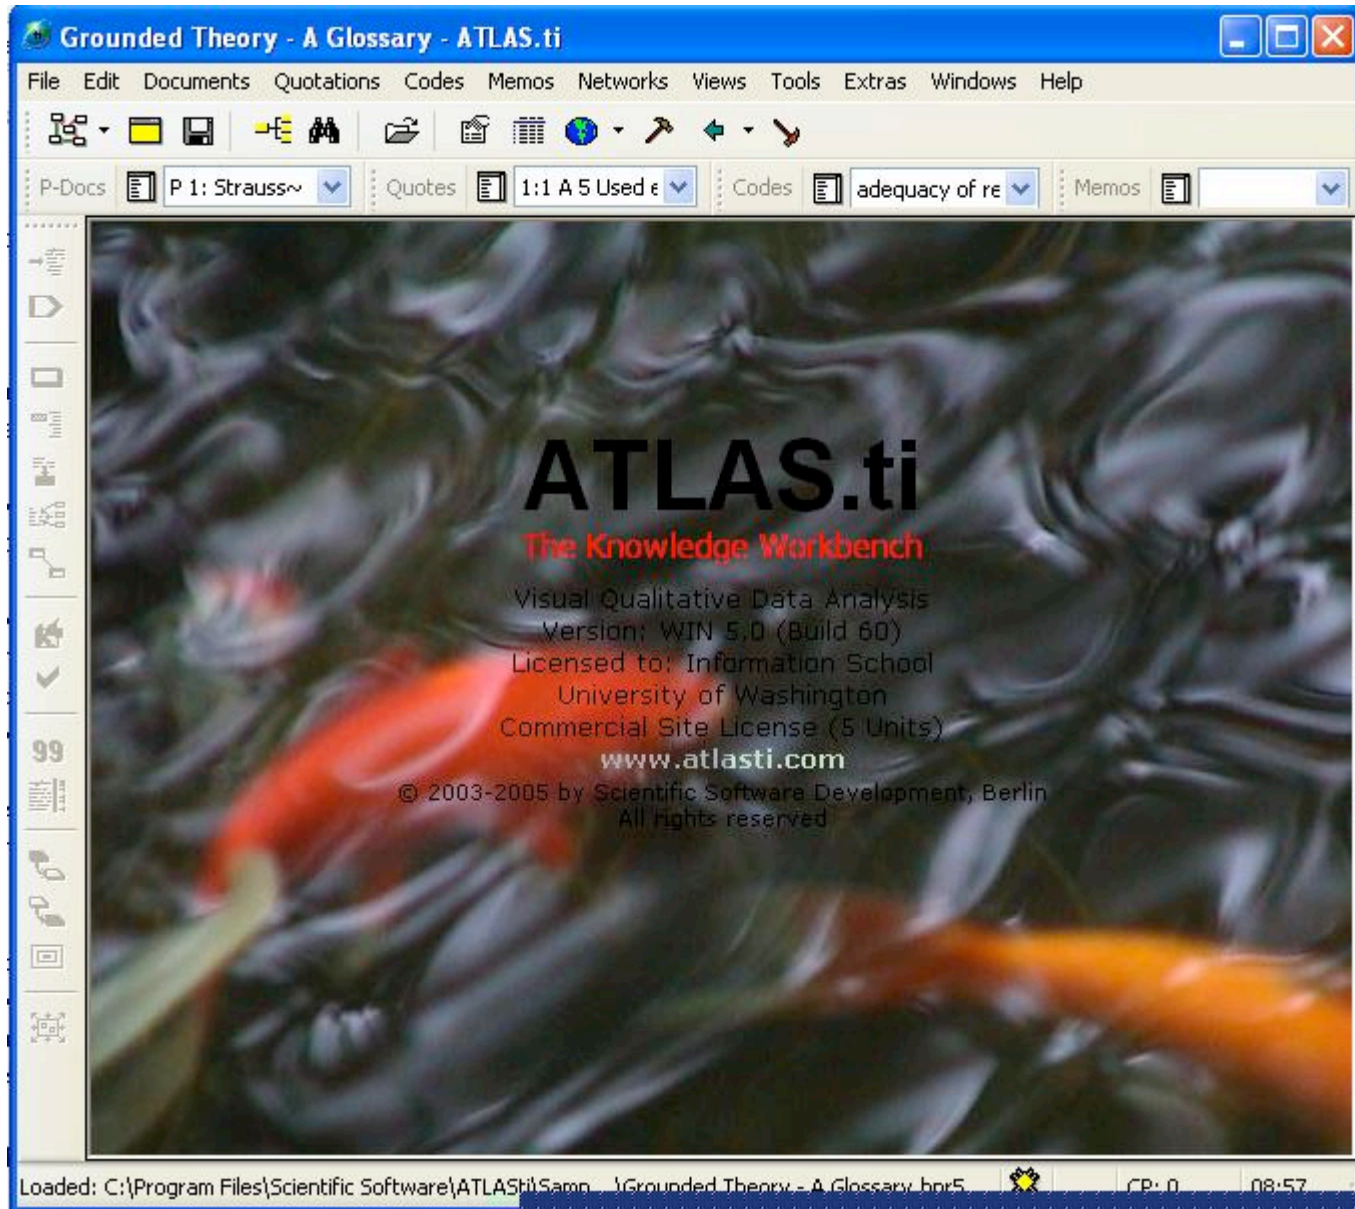 Grounded Theory - A Glossary - ATLAS.ti
File Edit Documents Quotations Codes Memos Networks Views Tools Extras Windows Help
P-Docs P 1: Strauss~ Quotes 1:1 A 5 Used e Codes adequacy of re Memos
ATLAS.ti
The Knowledge Workbench
Visual Qualitative Data Analysis
Version: WIN 5.0 (Build 60)
Licensed to: Information School
University of Washington
Commercial Site License (5 Units)
www.atlasti.com
© 2003-2005 by Scientific Software Development, Berlin
All rights reserved
99
Loaded: C:\Program Files\Scientific Software\ATLASti\Samp...\Grounded Theory - A Glossary.hpr5 CP: 0 08:57